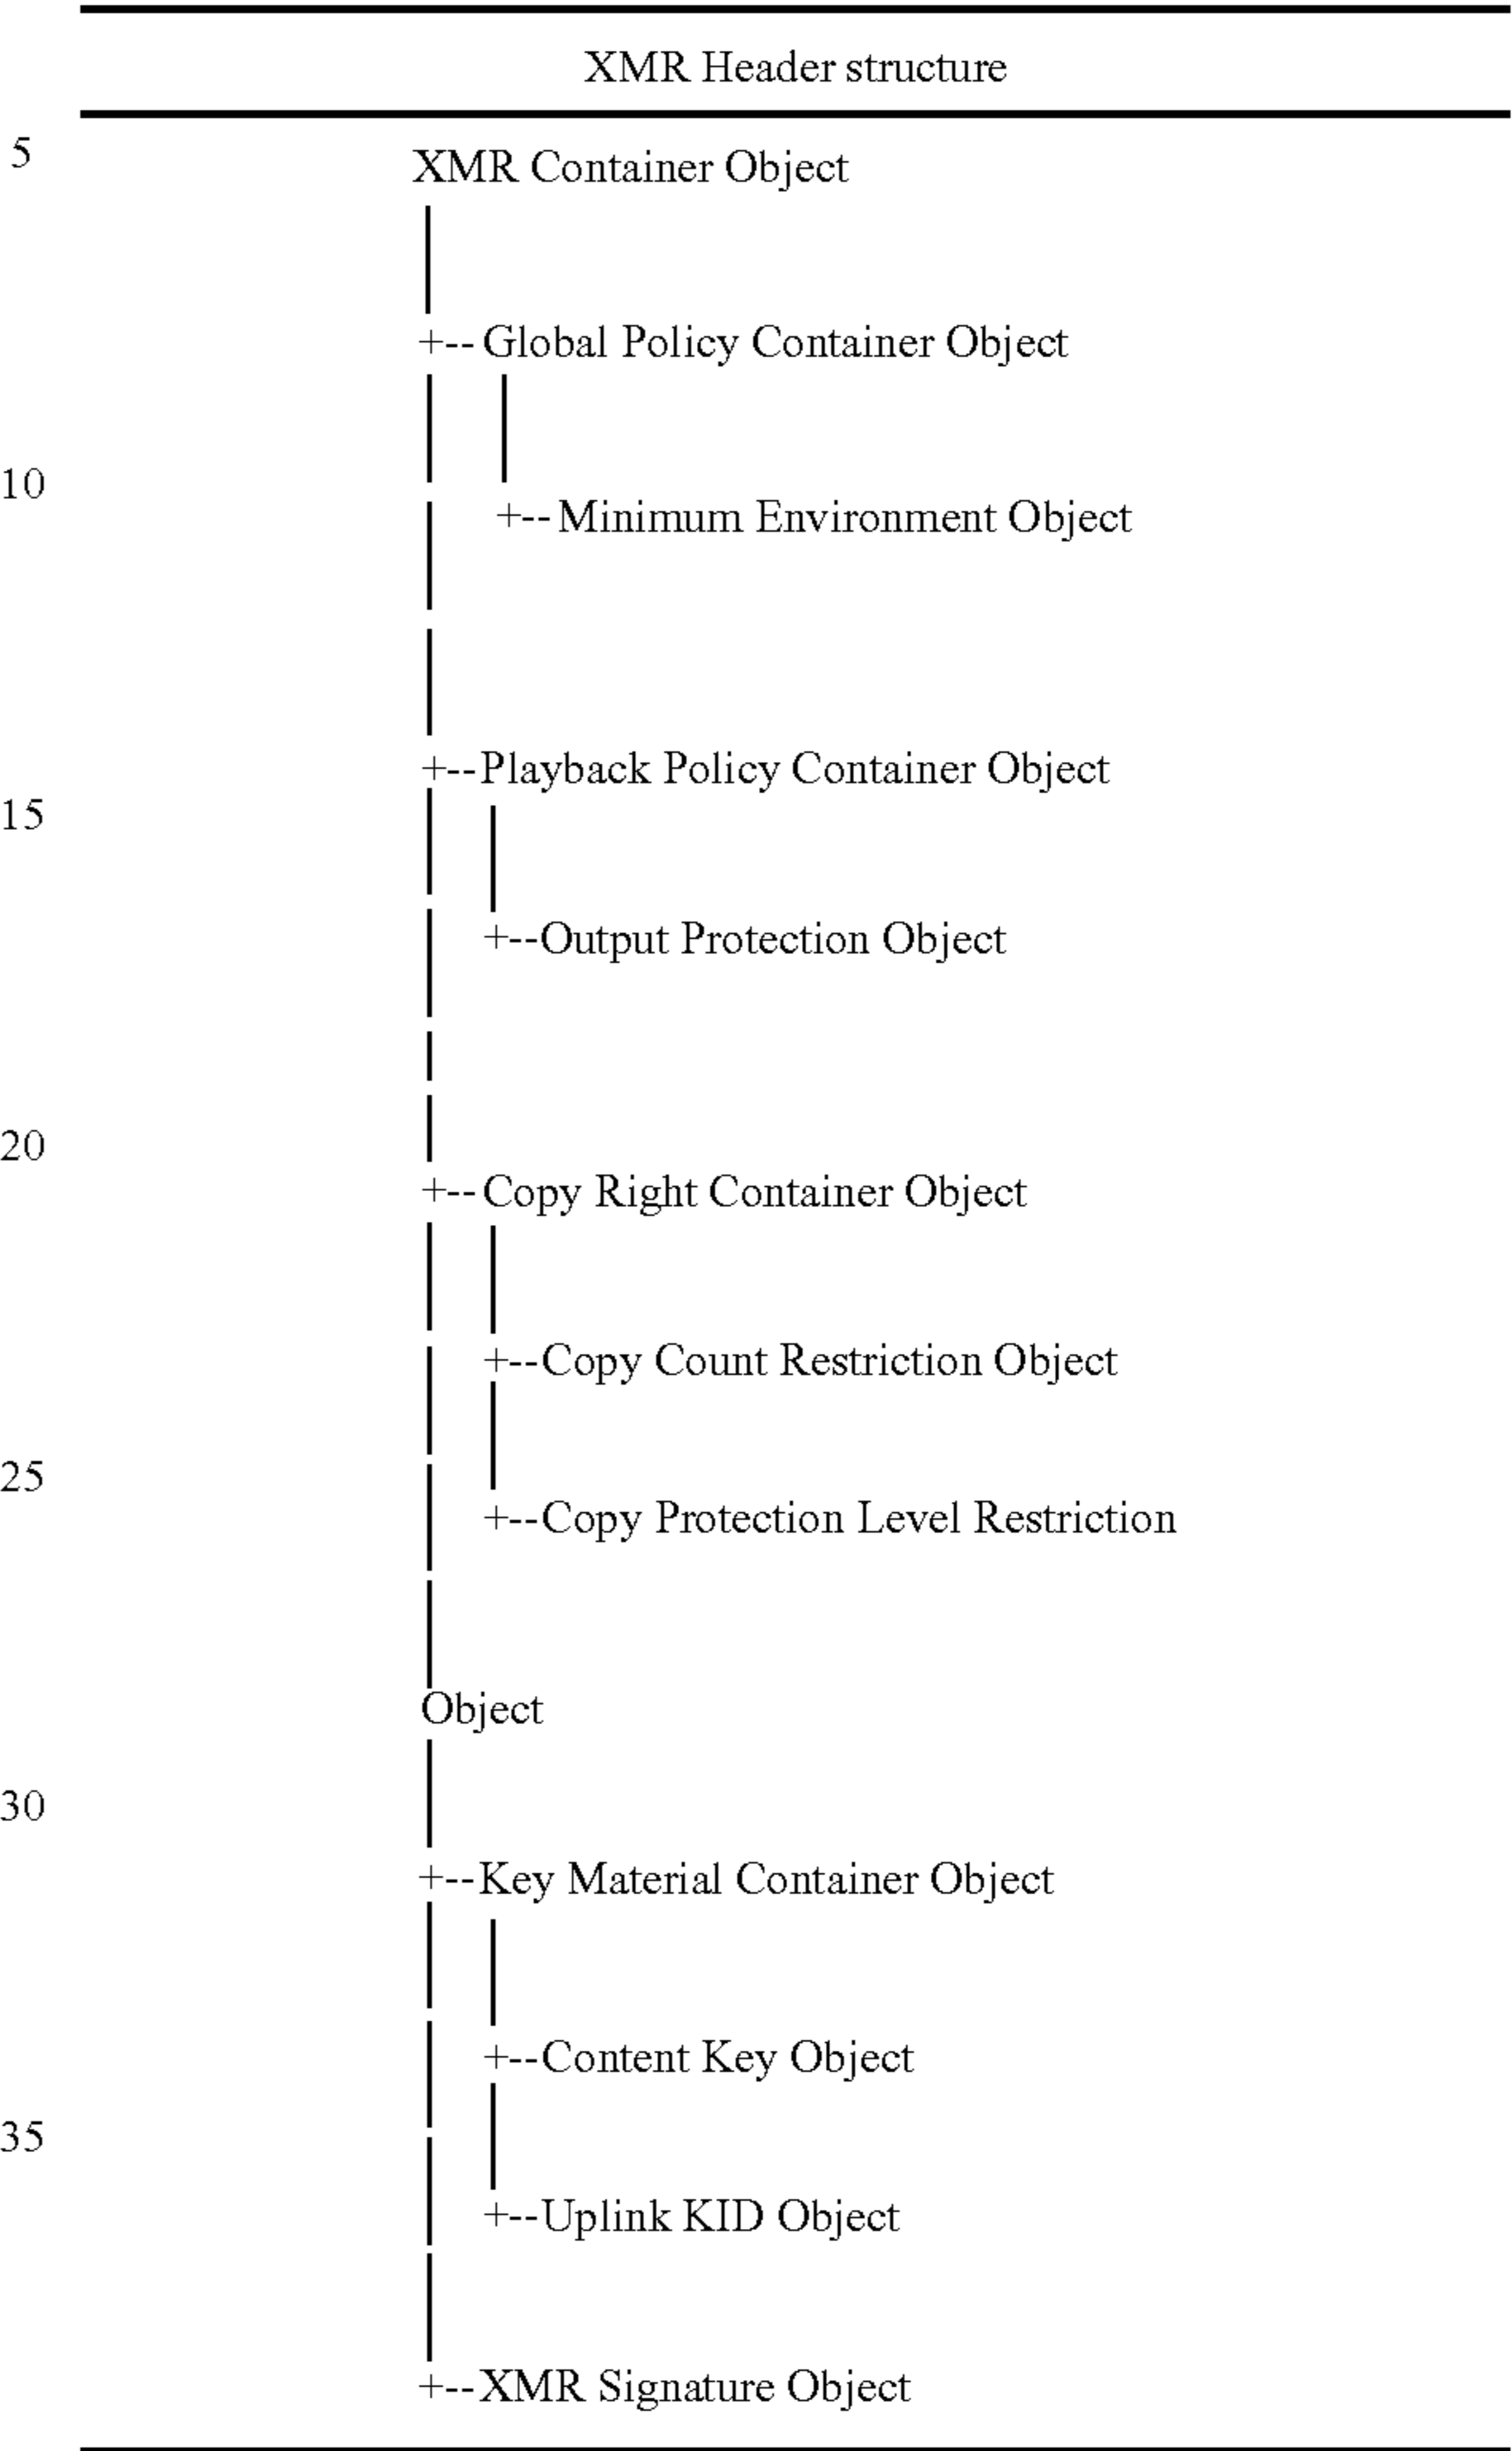 XMR Header structure
5
XMR Container Object
+-- Global Policy Container Object
10
+-- Minimum Environment Object
+--Playback Policy Container Object
15
+--Output Protection Object
20
+-- Copy Right Container Object
+--Copy Count Restriction Object
25
+--Copy Protection Level Restriction
Object
30
+--Key Material Container Object
+--Content Key Object
35
+--Uplink KID Object
+--XMR Signature Object